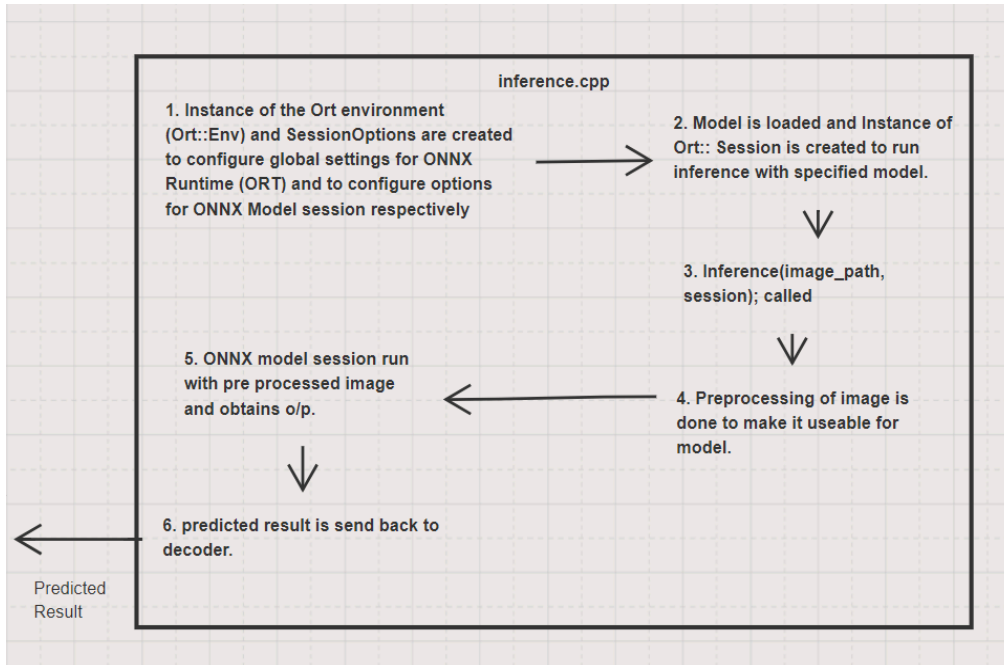 inference.cpp
1. Instance of the Ort environment
(Ort::Env) and SessionOptions are created
to configure global settings for ONNX
Runtime (ORT) and to configure options
for ONNX Model session respectively
2. Model is loaded and Instance of
Ort:: Session is created to run
inference with specified model.
3. Inference(image_path,
session); called
4. Preprocessing of image is
done to make it useable for
model.
5. ONNX model session run
with pre processed image
and obtains o/p.
6. predicted result is send back to
decoder.
Predicted
Result